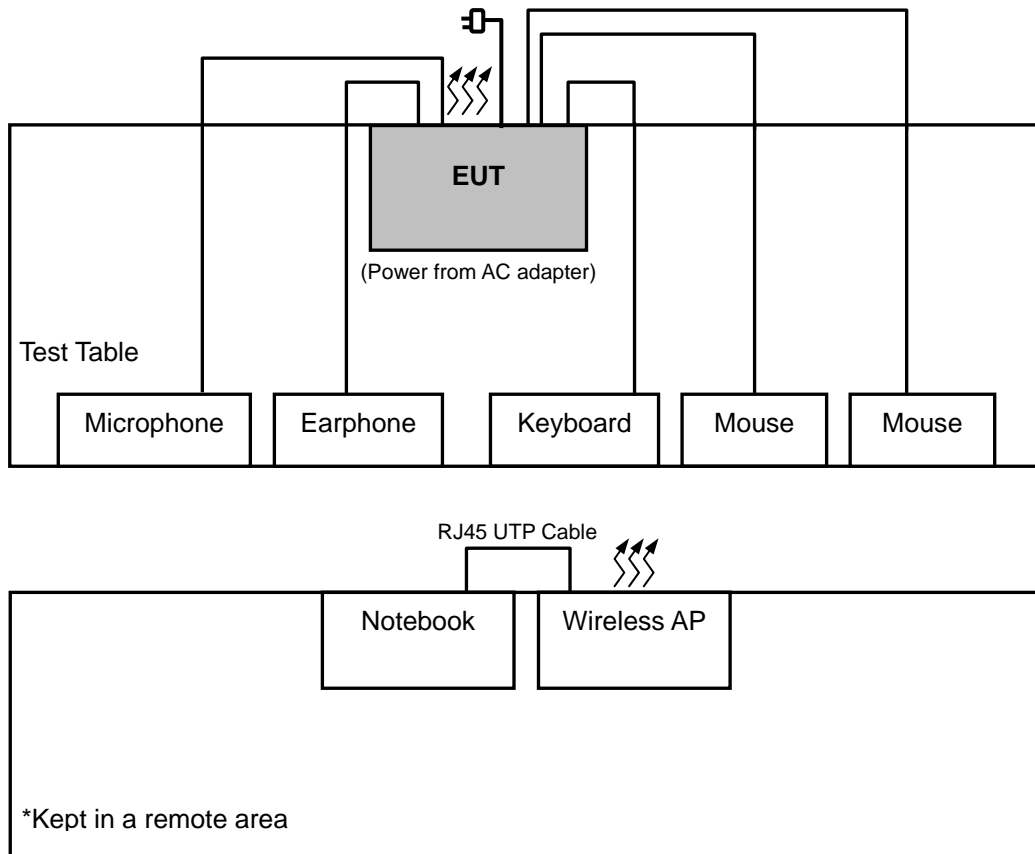 EUT
(Power from AC adapter)
Test Table
Microphone
Earphone
Keyboard
Mouse
Mouse
RJ45 UTP Cable
Notebook
Wireless AP
*Kept in a remote area